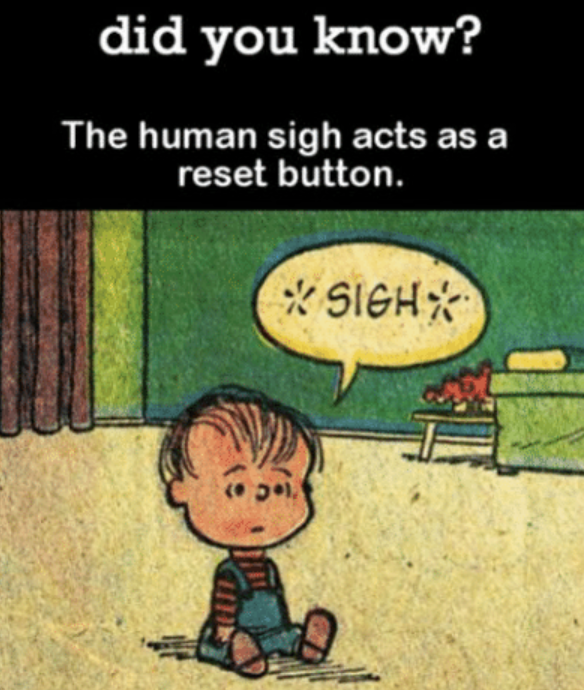 did you know?
The human sigh acts as a
reset button.
* SIGH *